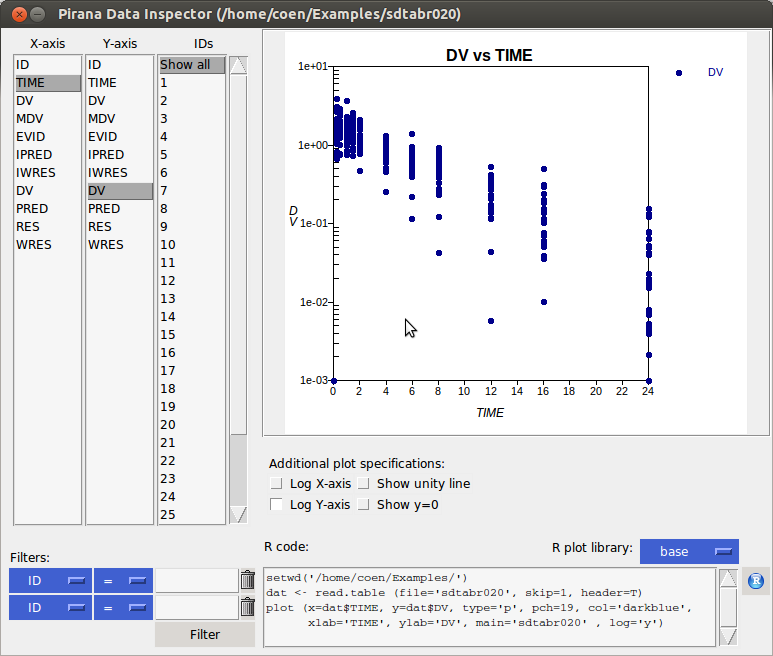 Pirana Data Inspector (/home/coen/Examples/sdtabr020)
X-axis Y-axis IDs
ID ID Show all
TIME TIME 1
DV DV 2
MDV MDV 3
EVID EVID 4
IPRED IPRED 5
IWRES IWRES 6
DV DV 7
PRED PRED 8
RES RES 9
WRES WRES 10
11
12
13
14
15
16
17
18
19
20
21
22
23
24
25
DV vs TIME
DV
1e+01
1e+00
1e-01
1e-02
1e-03
D
V
0 2 4 6 8 10 12 14 16 18 20 22 24
TIME
Additional plot specifications:
Log X-axis Show unity line
Log Y-axis Show y=0
Filters:
ID =
ID =
Filter
R code: R plot library: base
setwd('/home/coen/Examples/')
dat <- read.table (file='sdtabr020', skip=1, header=T)
plot (x=dat$TIME, y=dat$DV, type='p', pch=19, col='darkblue',
xlab='TIME', ylab='DV', main='sdtabr020' , log='y')
R